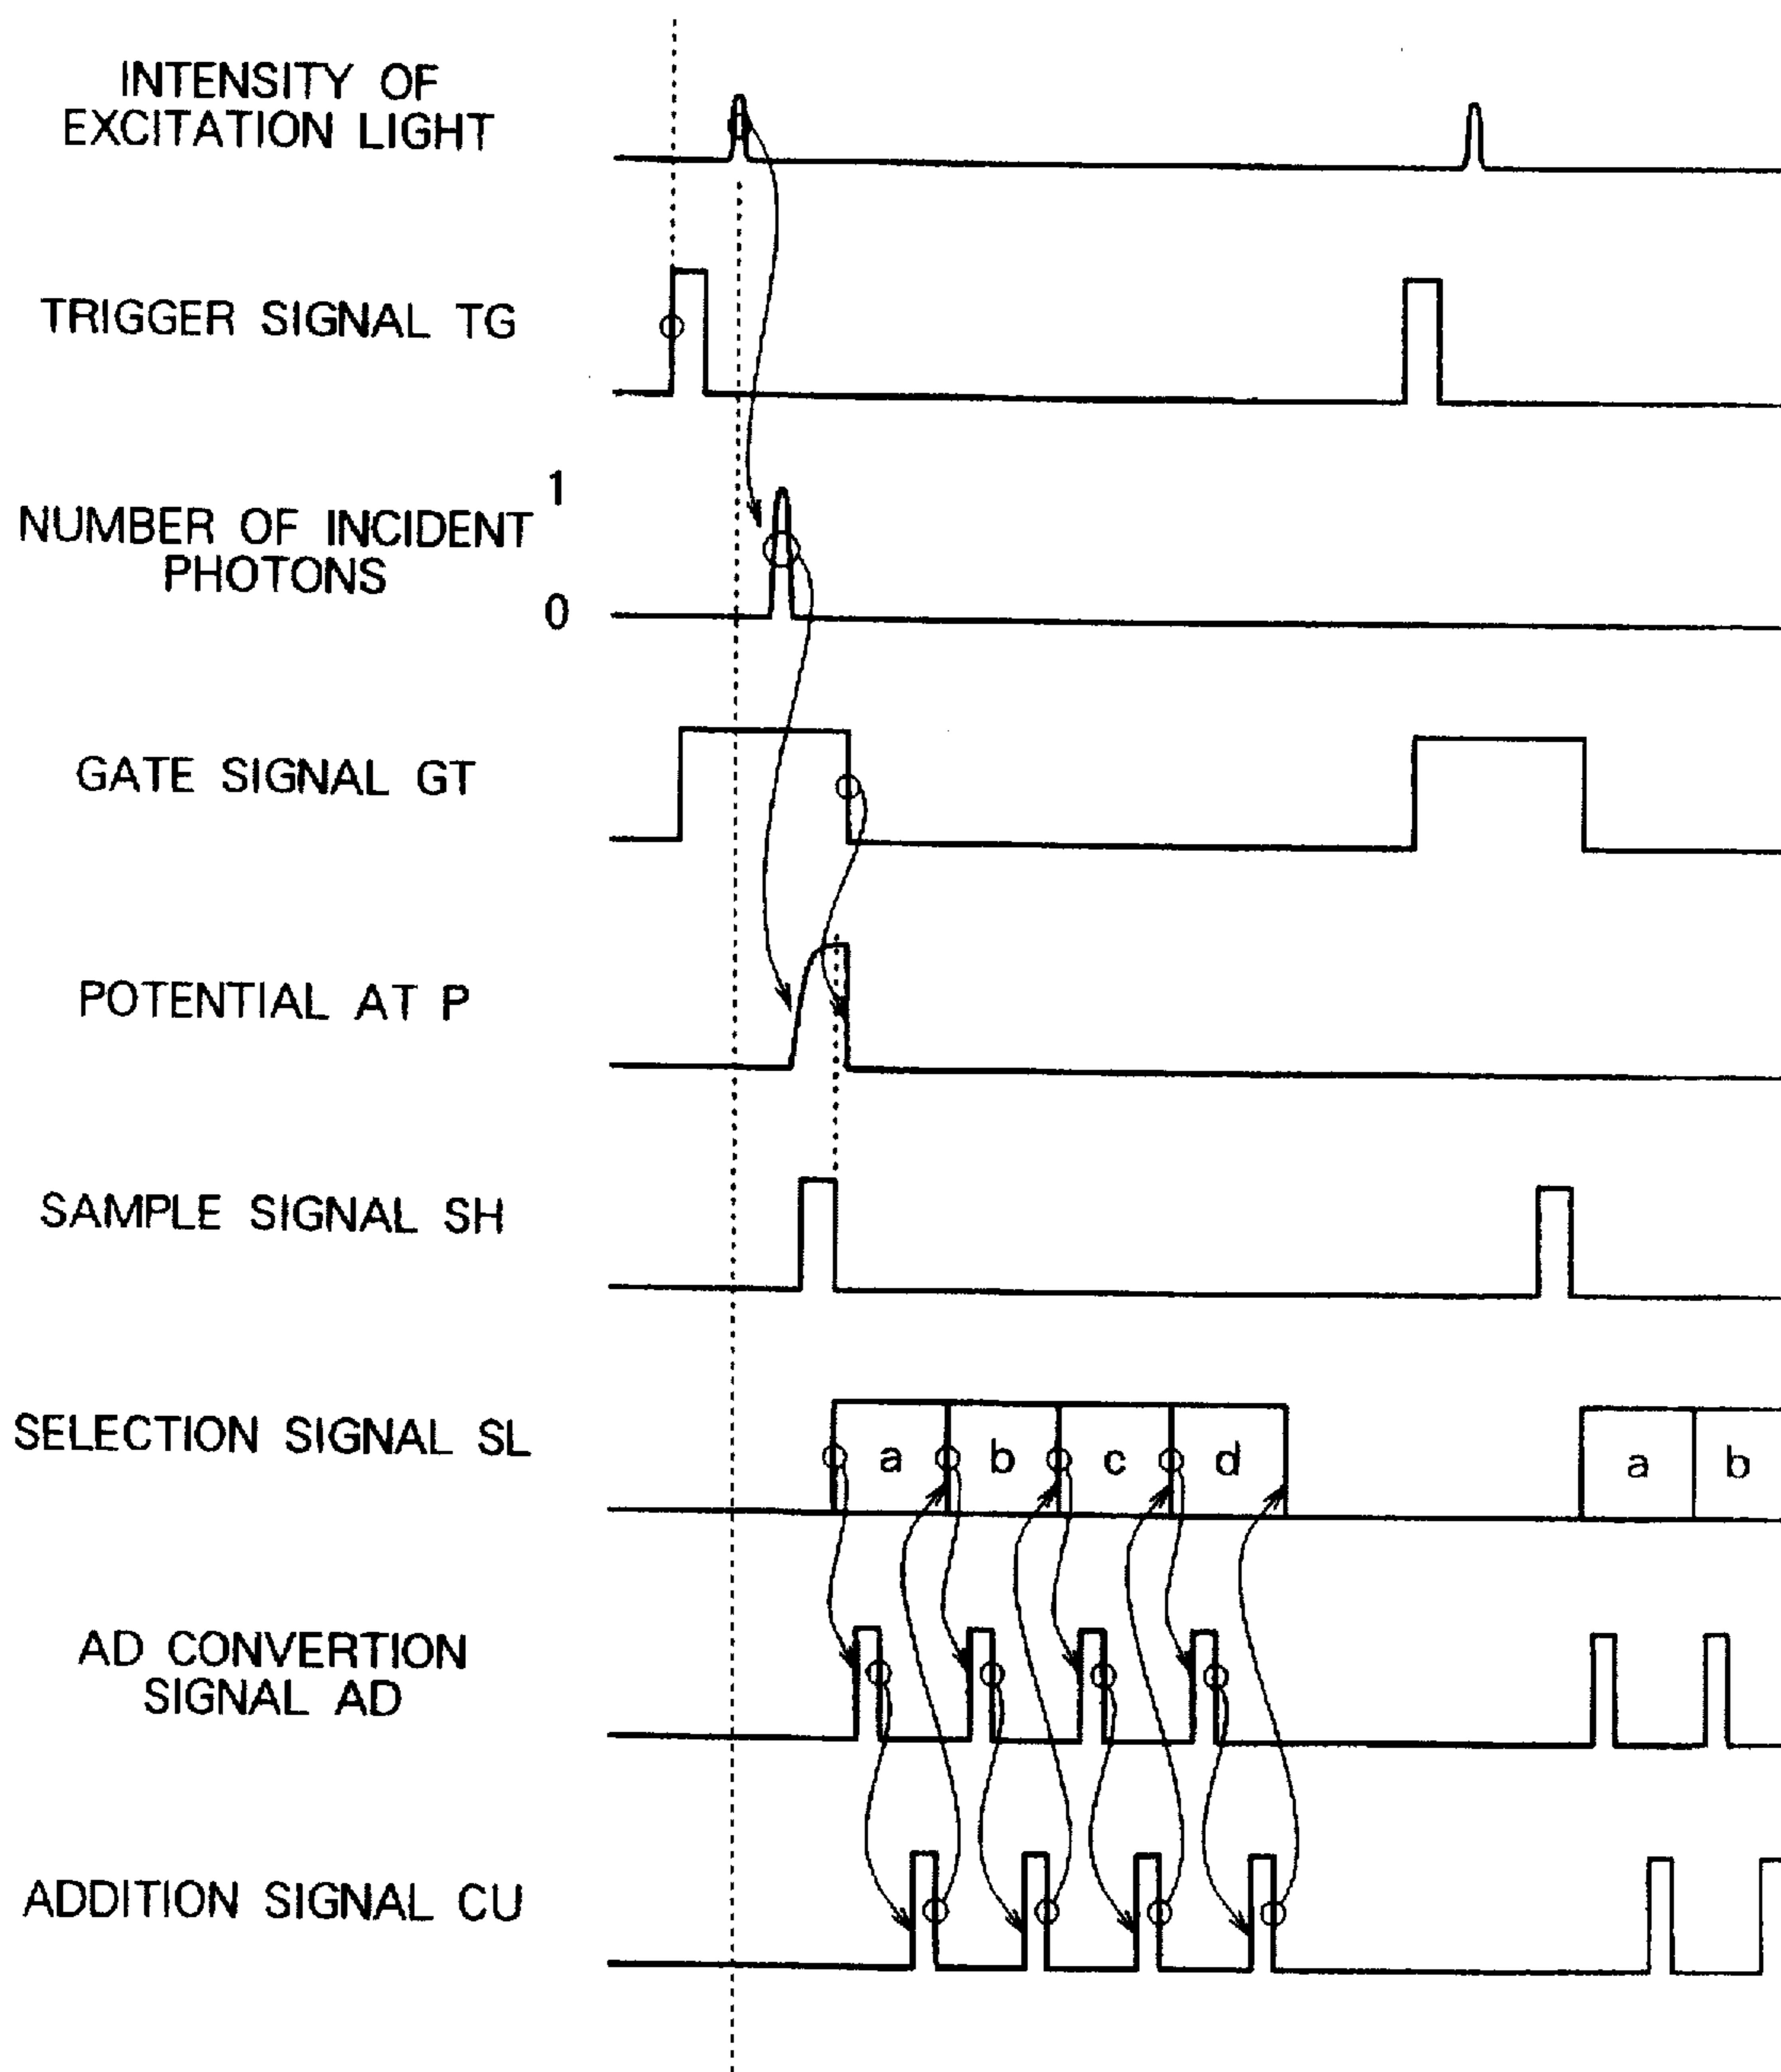 INTENSITY OF
EXCITATION LIGHT
TRIGGER SIGNAL TG
1
NUMBER OF INCIDENT
PHOTONS
0
GATE SIGNAL GT
POTENTIAL AT P
SAMPLE SIGNAL SH
SELECTION SIGNAL SL
a b c d a b
AD CONVERTION
SIGNAL AD
ADDITION SIGNAL CU